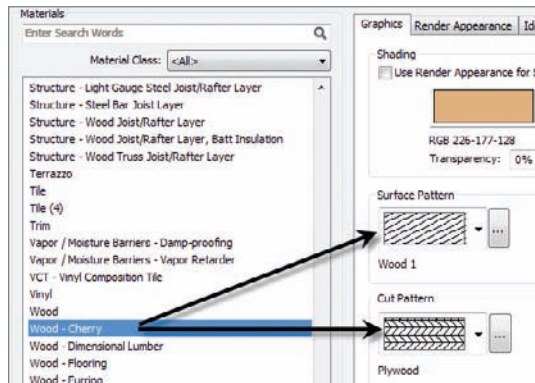 Materials
Enter Search Words
Material Class: <All>
Structure - Light Gauge Steel Joist/Rafter Layer
Structure - Steel Bar Joist Layer
Structure - Wood Joist/Rafter Layer
Structure - Wood Joist/Rafter Layer, Batt Insulation
Structure - Wood Truss Joist/Rafter Layer
Terrazzo
Tile
Tile (4)
Trim
Vapor / Moisture Barriers - Damp-proofing
Vapor / Moisture Barriers - Vapor Retarder
VCT - Vinyl Composition Tile
Vinyl
Wood
Wood - Cherry
Wood - Dimensional Lumber
Wood - Flooring
Wood - Furring
Graphics Render Appearance Ide
Shading
Use Render Appearance for
RGB 226-177-128
Transparency: 0%
Surface Pattern
...
Wood 1
Cut Pattern
...
Plywood